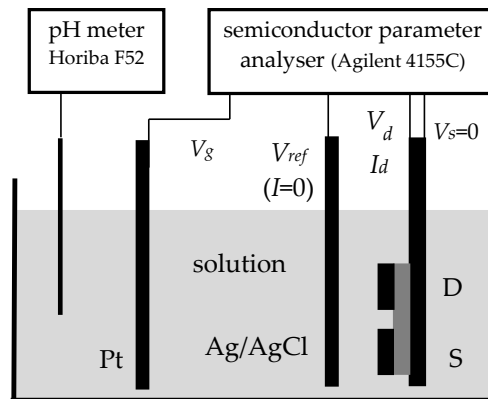 pH meter
Horiba F52
semiconductor parameter
analyser (Agilent 4155C)
Vg
Vref
(I=0)
Vd
Id
Vs=0
solution
Pt
Ag/AgCl
D
S